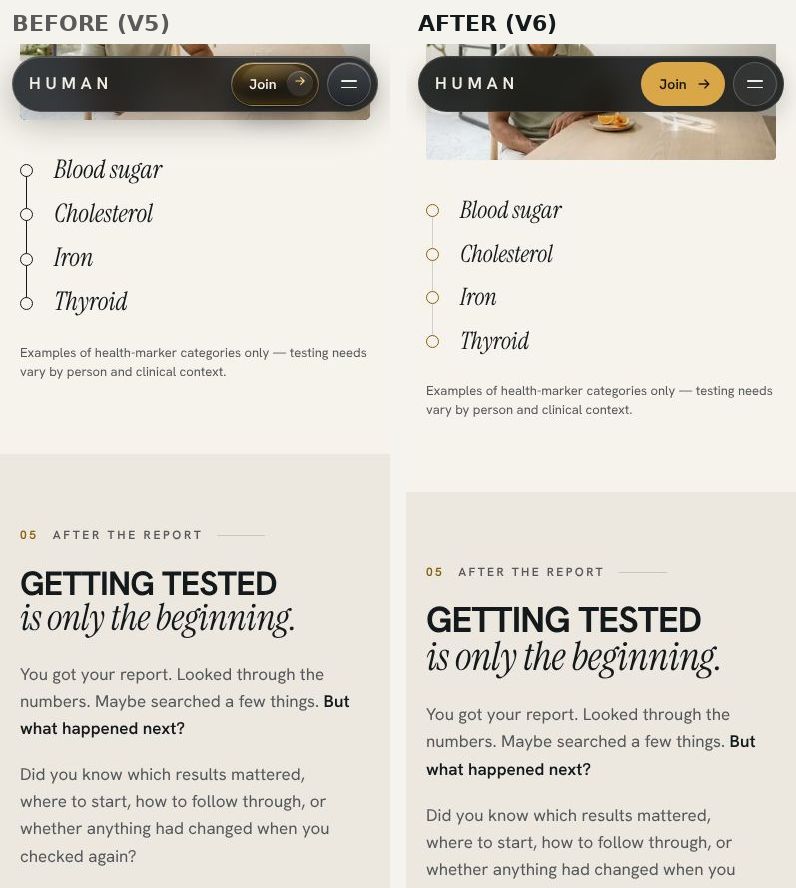 BEFORE (V5)
HUMAN
Join
Blood sugar
Cholesterol
Iron
Thyroid
Examples of health-marker categories only — testing needs
vary by person and clinical context.
05 AFTER THE REPORT
GETTING TESTED
is only the beginning.
You got your report. Looked through the
numbers. Maybe searched a few things. But
what happened next?
Did you know which results mattered,
where to start, how to follow through, or
whether anything had changed when you
checked again?
AFTER (V6)
HUMAN
Join
Blood sugar
Cholesterol
Iron
Thyroid
Examples of health-marker categories only — testing needs
vary by person and clinical context.
05 AFTER THE REPORT
GETTING TESTED
is only the beginning.
You got your report. Looked through the
numbers. Maybe searched a few things. But
what happened next?
Did you know which results mattered,
where to start, how to follow through, or
whether anything had changed when you